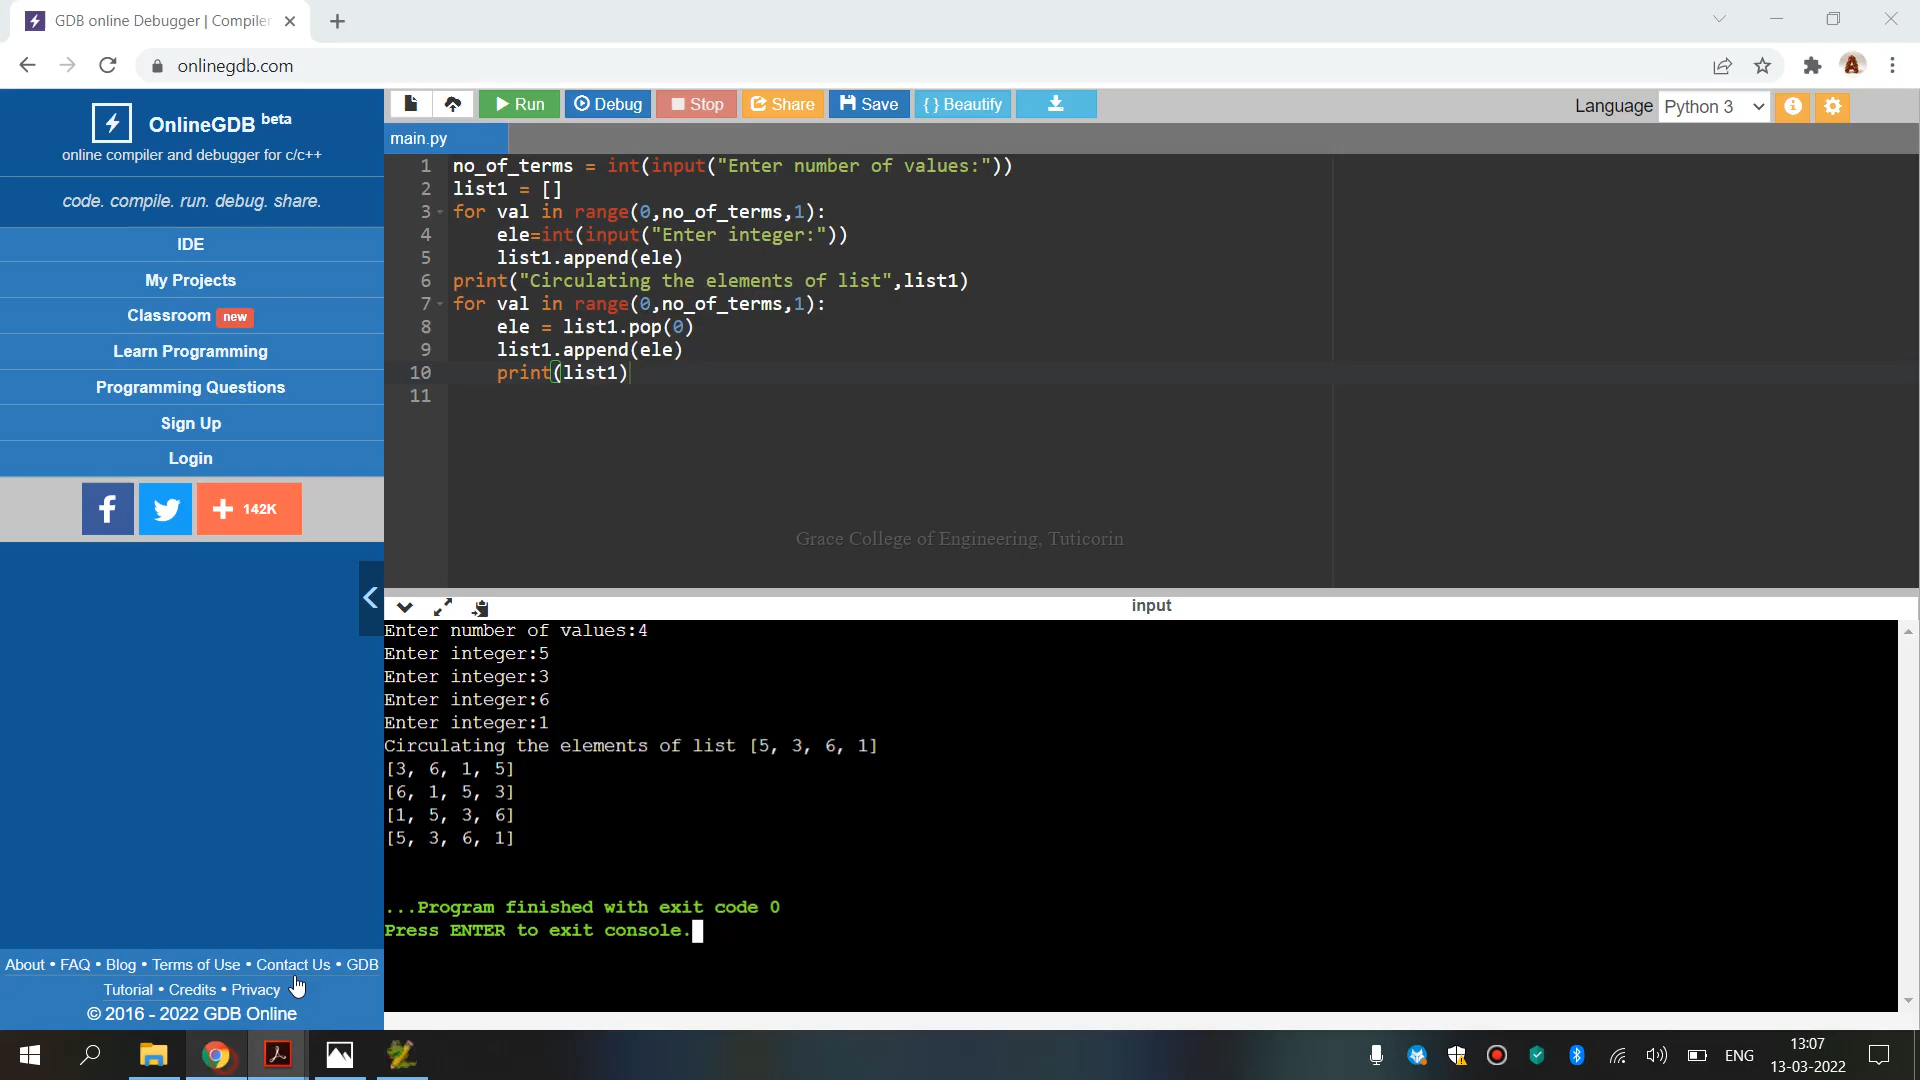 GDB online Debugger | Compiler
onlinegdb.com
OnlineGDB beta
online compiler and debugger for c/c++
code. compile. run. debug. share.
IDE
My Projects
Classroom new
Learn Programming
Programming Questions
Sign Up
Login
f
142K
About • FAQ • Blog • Terms of Use • Contact Us • GDB
Tutorial • Credits • Privacy
© 2016 - 2022 GDB Online
Run Debug Stop Share Save { } Beautify
Language Python 3
main.py
1 no_of_terms = int(input("Enter number of values:"))
2 list1 = []
3 for val in range(0,no_of_terms,1):
4     ele=int(input("Enter integer:"))
5     list1.append(ele)
6 print("Circulating the elements of list",list1)
7 for val in range(0,no_of_terms,1):
8     ele = list1.pop(0)
9     list1.append(ele)
10     print(list1)
11
Grace College of Engineering, Tuticorin
input
Enter number of values:4
Enter integer:5
Enter integer:3
Enter integer:6
Enter integer:1
Circulating the elements of list [5, 3, 6, 1]
[3, 6, 1, 5]
[6, 1, 5, 3]
[1, 5, 3, 6]
[5, 3, 6, 1]
...Program finished with exit code 0
Press ENTER to exit console.
ENG
13:07
13-03-2022